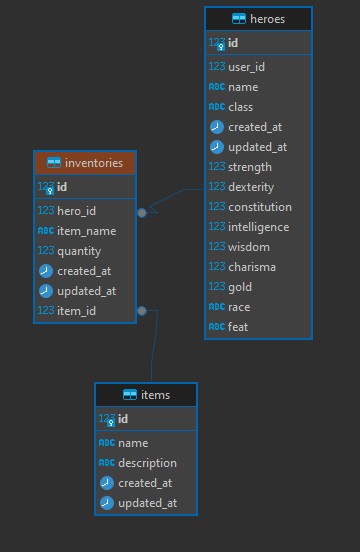 heroes
123 id
123 user_id
ABC name
ABC class
created_at
updated_at
123 strength
123 dexterity
123 constitution
123 intelligence
123 wisdom
123 charisma
123 gold
ABC race
ABC feat
inventories
123 id
123 hero_id
ABC item_name
123 quantity
created_at
updated_at
123 item_id
items
123 id
ABC name
ABC description
created_at
updated_at